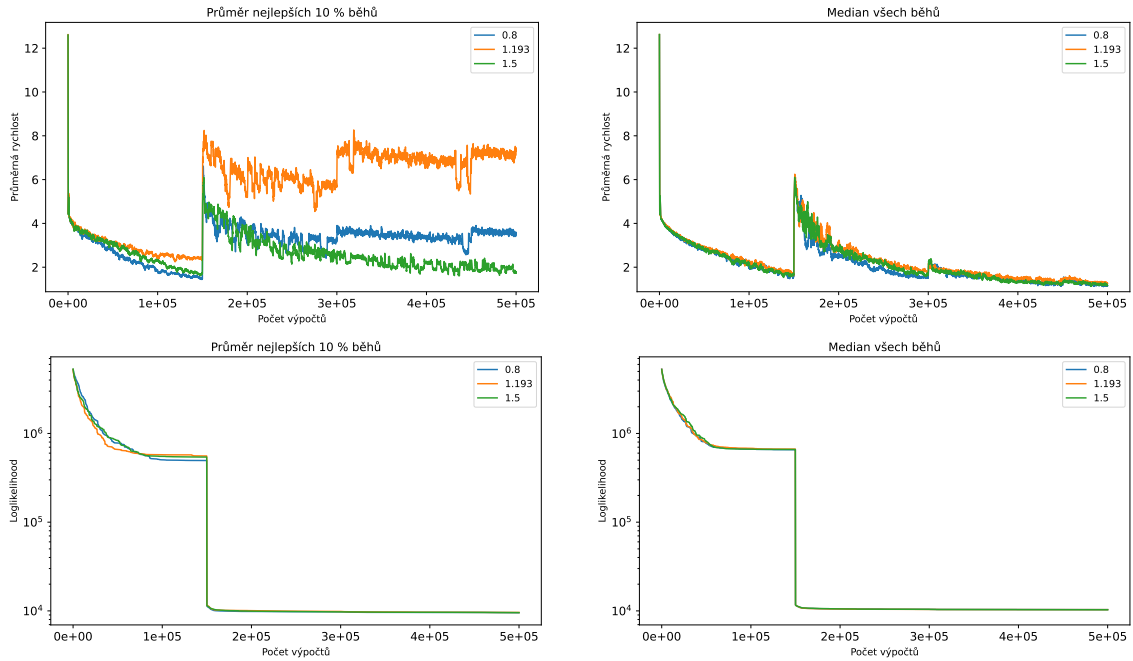 Průměr nejlepších 10 % běhů
Průměrná rychlost
12
10
8
6
4
2
0e+00
1e+05
2e+05
3e+05
4e+05
5e+05
Počet výpočtů
0.8
1.193
1.5
Median všech běhů
Průměrná rychlost
12
10
8
6
4
2
0e+00
1e+05
2e+05
3e+05
4e+05
5e+05
Počet výpočtů
0.8
1.193
1.5
Průměr nejlepších 10 % běhů
Loglikelihood
10⁶
10⁵
10⁴
0e+00
1e+05
2e+05
3e+05
4e+05
5e+05
Počet výpočtů
0.8
1.193
1.5
Median všech běhů
Loglikelihood
10⁶
10⁵
10⁴
0e+00
1e+05
2e+05
3e+05
4e+05
5e+05
Počet výpočtů
0.8
1.193
1.5